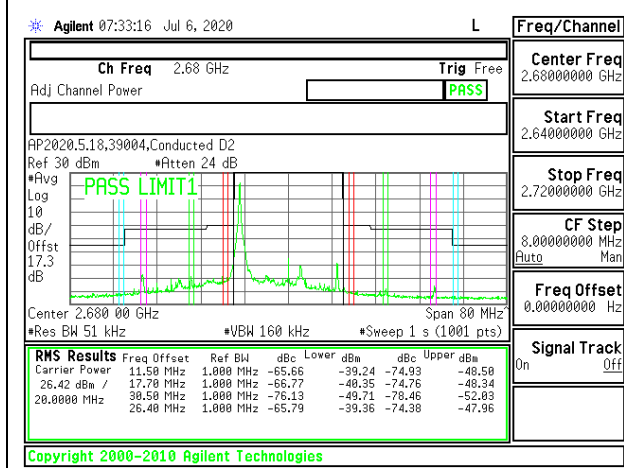 Agilent 07:33:16 Jul 6, 2020 L
Freq/Channel
Ch Freq 2.68 GHz Trig Free
Adj Channel Power PASS
Center Freq
2.68000000 GHz
Start Freq
2.64000000 GHz
Stop Freq
2.72000000 GHz
CF Step
8.00000000 MHz
Auto Man
Freq Offset
0.00000000 Hz
Signal Track
On Off
AP2020.5.18,39004,Conducted D2
Ref 30 dBm #Atten 24 dB
#Avg
Log
10
dB/
Offst
17.3
dB
PASS LIMIT1
Center 2.680 00 GHz Span 80 MHz
#Res BW 51 kHz #VBW 160 kHz #Sweep 1 s (1001 pts)
RMS Results Freq Offset Ref BW dBc Lower dBm dBc Upper dBm
Carrier Power 11.50 MHz 1.000 MHz -65.66 -39.24 -74.93 -48.50
26.42 dBm / 17.70 MHz 1.000 MHz -66.77 -40.35 -74.76 -48.34
20.0000 MHz 30.50 MHz 1.000 MHz -76.13 -49.71 -78.46 -52.03
26.40 MHz 1.000 MHz -65.79 -39.36 -74.38 -47.96
Copyright 2000-2010 Agilent Technologies